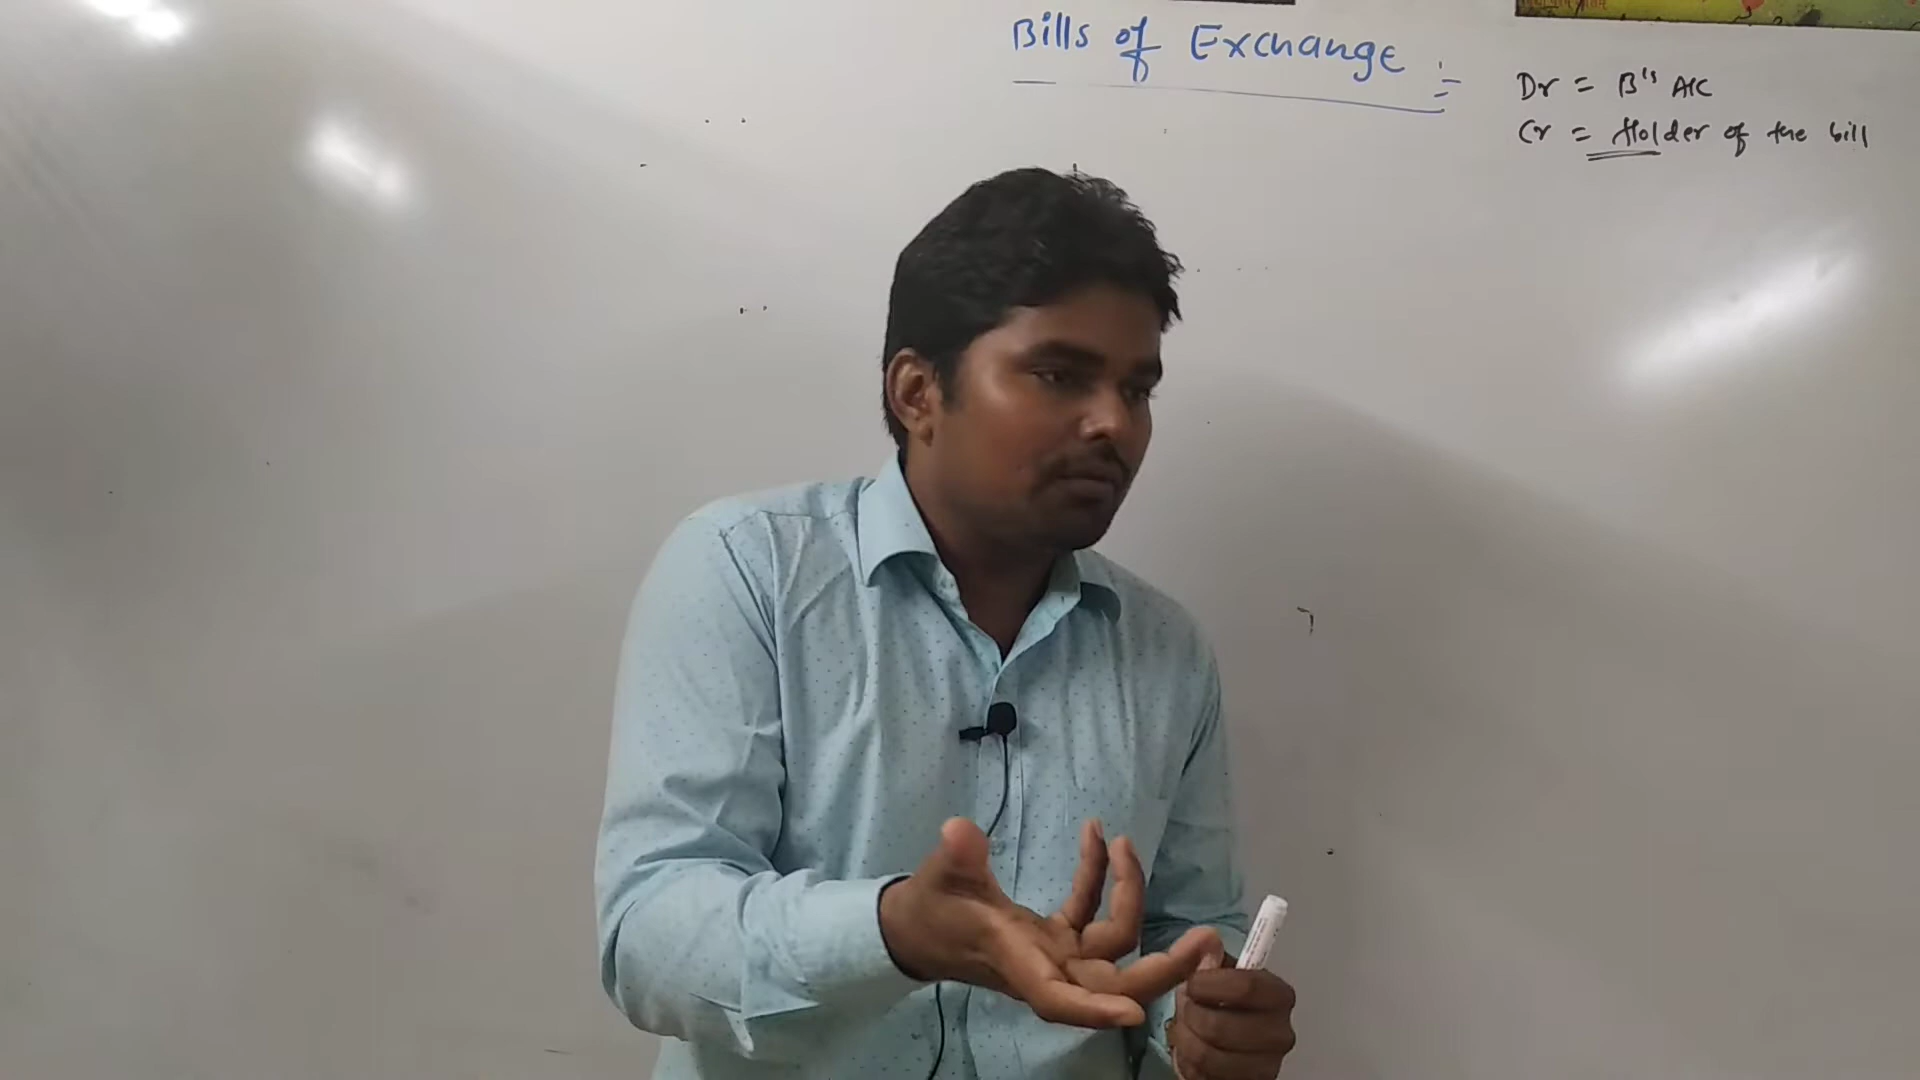 Bills of Exchange :-
Dr = B's A/C
Cr = Holder of the bill